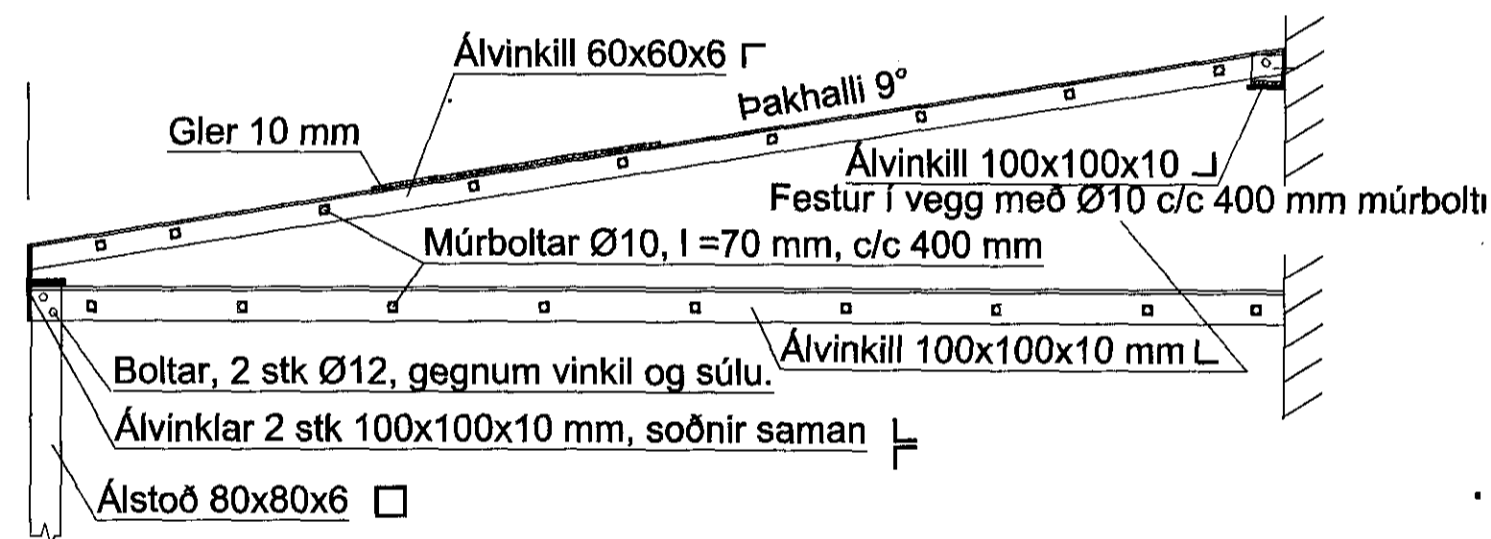 Álvinkill 60x60x6
Þakhalli 9°
Gler 10 mm
Álvinkill 100x100x10
Festur í vegg með Ø10 c/c 400 mm múrbolt
Múrboltar Ø10, l =70 mm, c/c 400 mm
Álvinkill 100x100x10 mm
Boltar, 2 stk Ø12, gegnum vinkil og súlu.
Álvinklar 2 stk 100x100x10 mm, soðnir saman
Álstoð 80x80x6